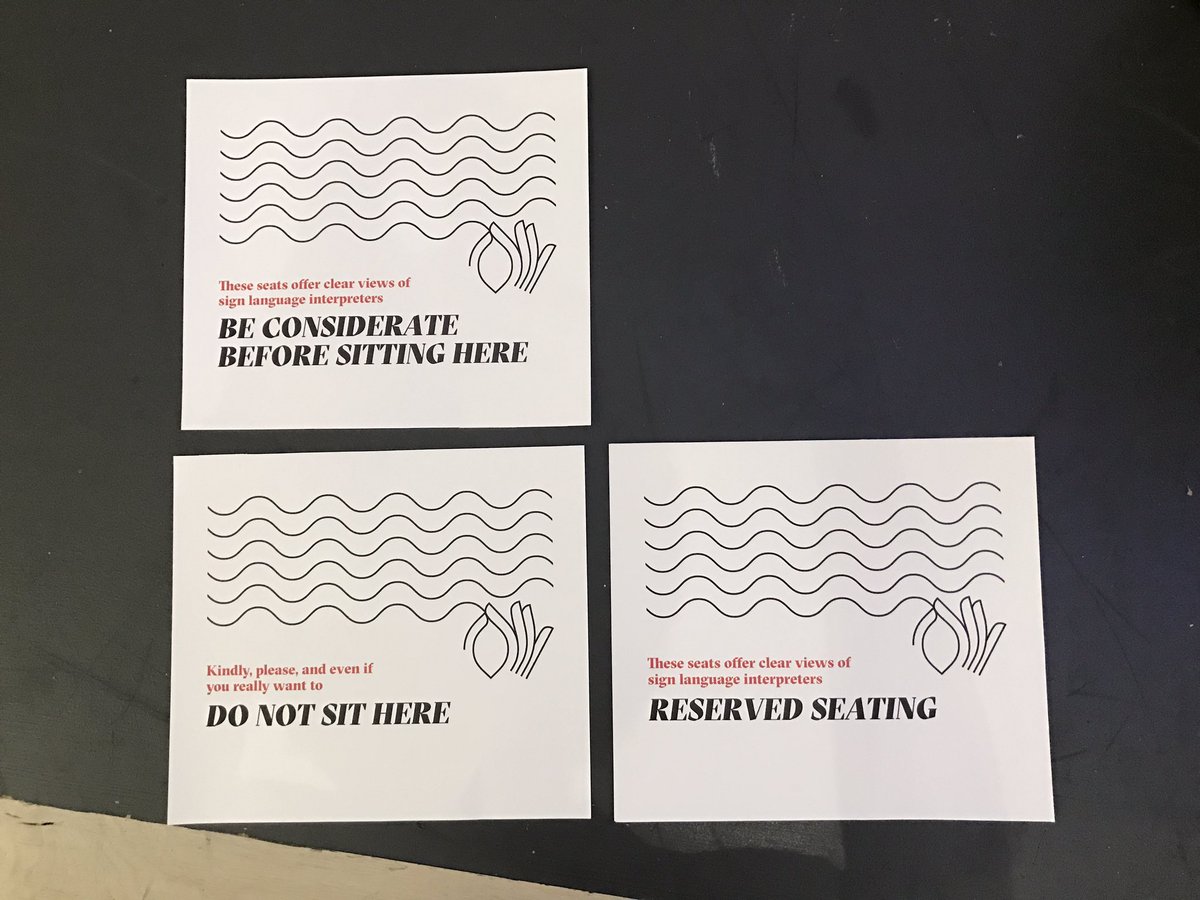 These seats offer clear views of
sign language interpreters
BE CONSIDERATE
BEFORE SITTING HERE
Kindly, please, and even if
you really want to
DO NOT SIT HERE
These seats offer clear views of
sign language interpreters
RESERVED SEATING